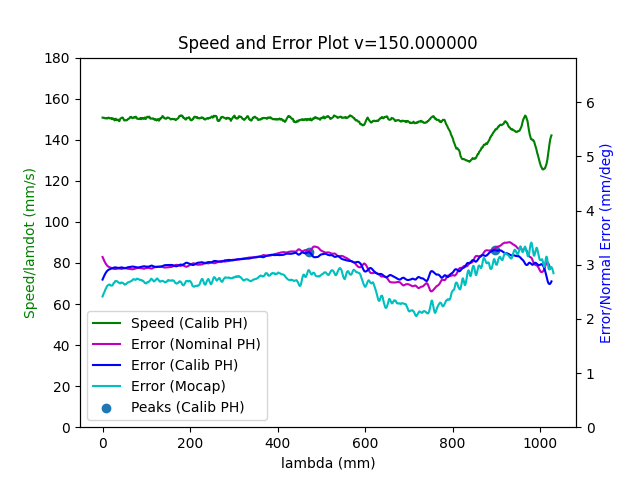 Speed and Error Plot v=150.000000
180
160
140
120
100
80
60
40
20
0
Speed/lamdot (mm/s)
6
5
4
3
2
1
0
Error/Normal Error (mm/deg)
Speed (Calib PH)
Error (Nominal PH)
Error (Calib PH)
Error (Mocap)
Peaks (Calib PH)
0 200 400 600 800 1000
lambda (mm)